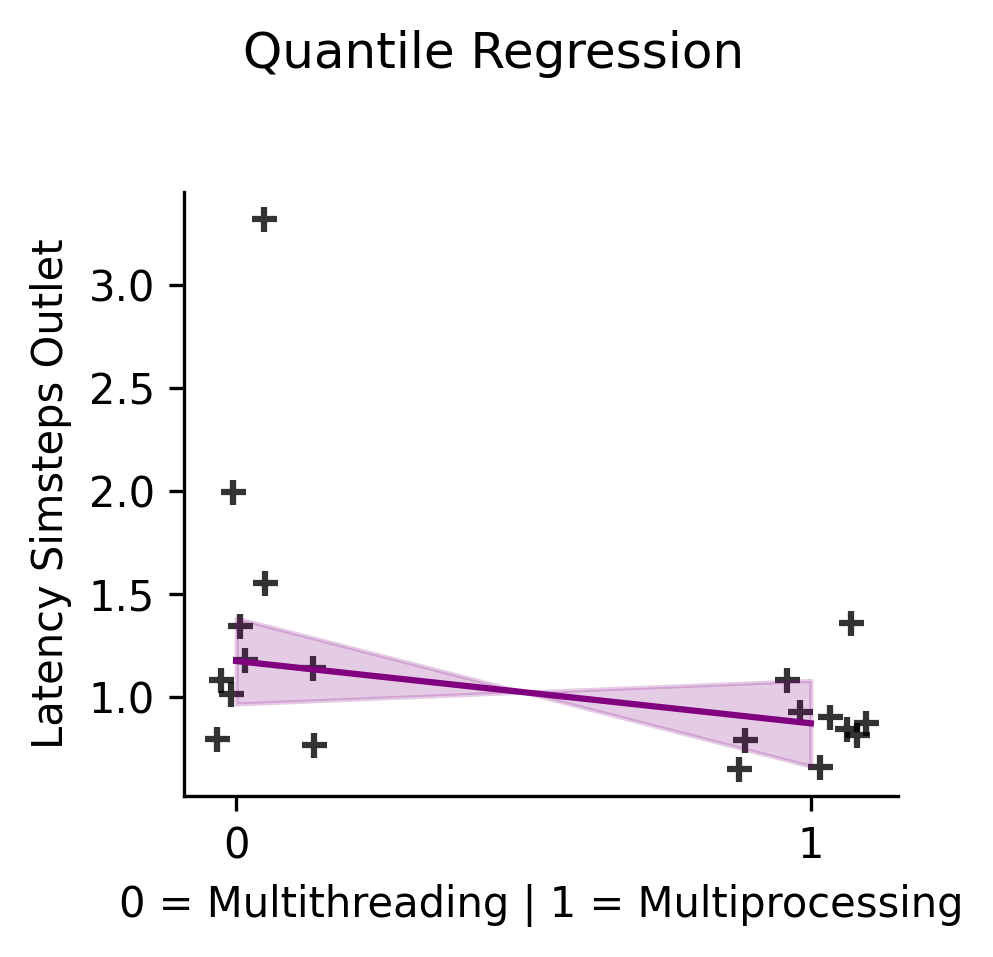 Quantile Regression
Latency Simsteps Outlet
3.0
2.5
2.0
1.5
1.0
0
1
0 = Multithreading | 1 = Multiprocessing